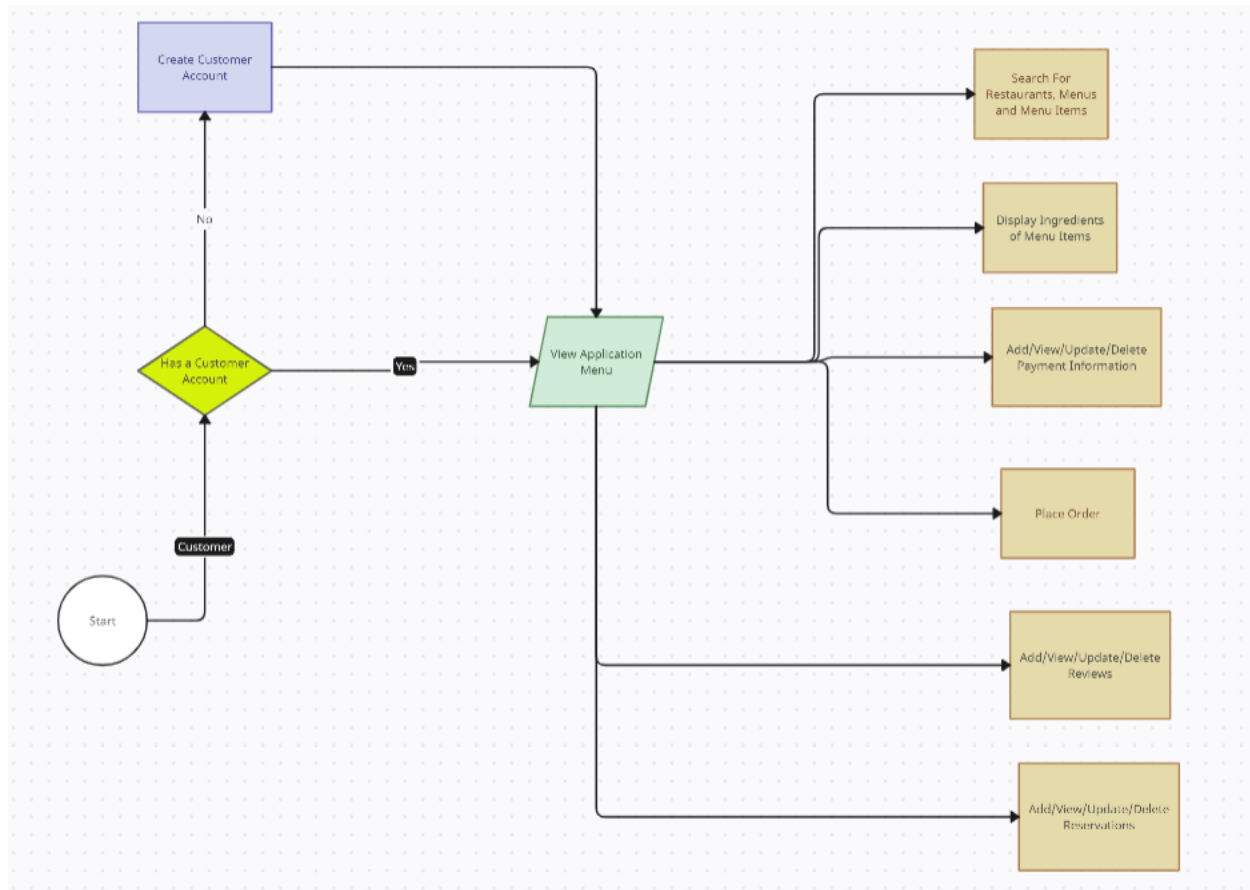 Create Customer
Account
Search For
Restaurants, Menus
and Menu Items
No
Display Ingredients
of Menu Items
Has a Customer
Account
Yes
View Application
Menu
Add/View/Update/Delete
Payment Information
Customer
Place Order
Start
Add/View/Update/Delete
Reviews
Add/View/Update/Delete
Reservations